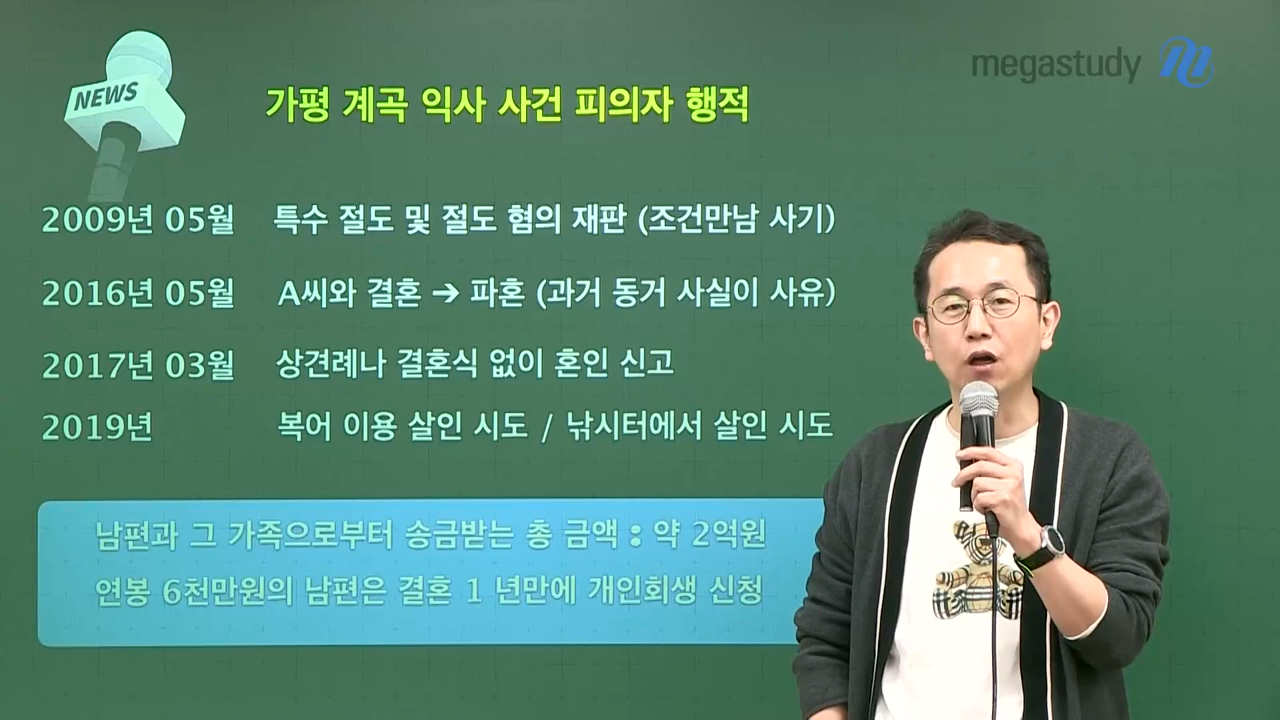 megastudy
NEWS
가평 계곡 익사 사건 피의자 행적
2009년 05월 특수 절도 및 절도 혐의 재판 (조건만남 사기)
2016년 05월 A씨와 결혼 ➔ 파혼 (과거 동거 사실이 사유)
2017년 03월 상견례나 결혼식 없이 혼인 신고
2019년 복어 이용 살인 시도 / 낚시터에서 살인 시도
남편과 그 가족으로부터 송금받는 총 금액 : 약 2억원
연봉 6천만원의 남편은 결혼 1 년만에 개인회생 신청